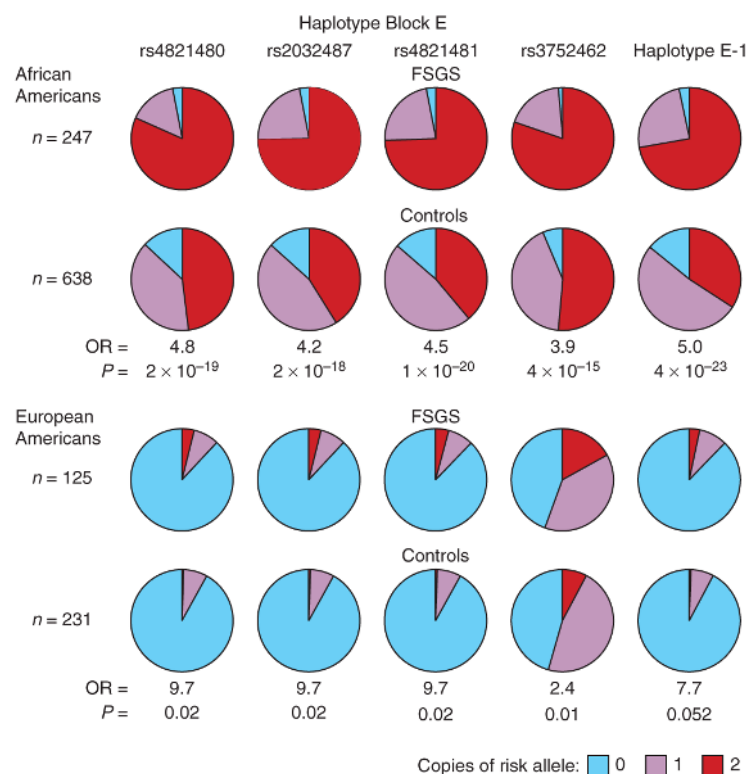 Haplotype Block E
rs4821480 rs2032487 rs4821481 rs3752462 Haplotype E-1
African
Americans
FSGS
n = 247
Controls
n = 638
OR = 4.8 4.2 4.5 3.9 5.0
P = 2 × 10⁻¹⁹ 2 × 10⁻¹⁸ 1 × 10⁻²⁰ 4 × 10⁻¹⁵ 4 × 10⁻²³
European
Americans
FSGS
n = 125
Controls
n = 231
OR = 9.7 9.7 9.7 2.4 7.7
P = 0.02 0.02 0.02 0.01 0.052
Copies of risk allele: 0 1 2